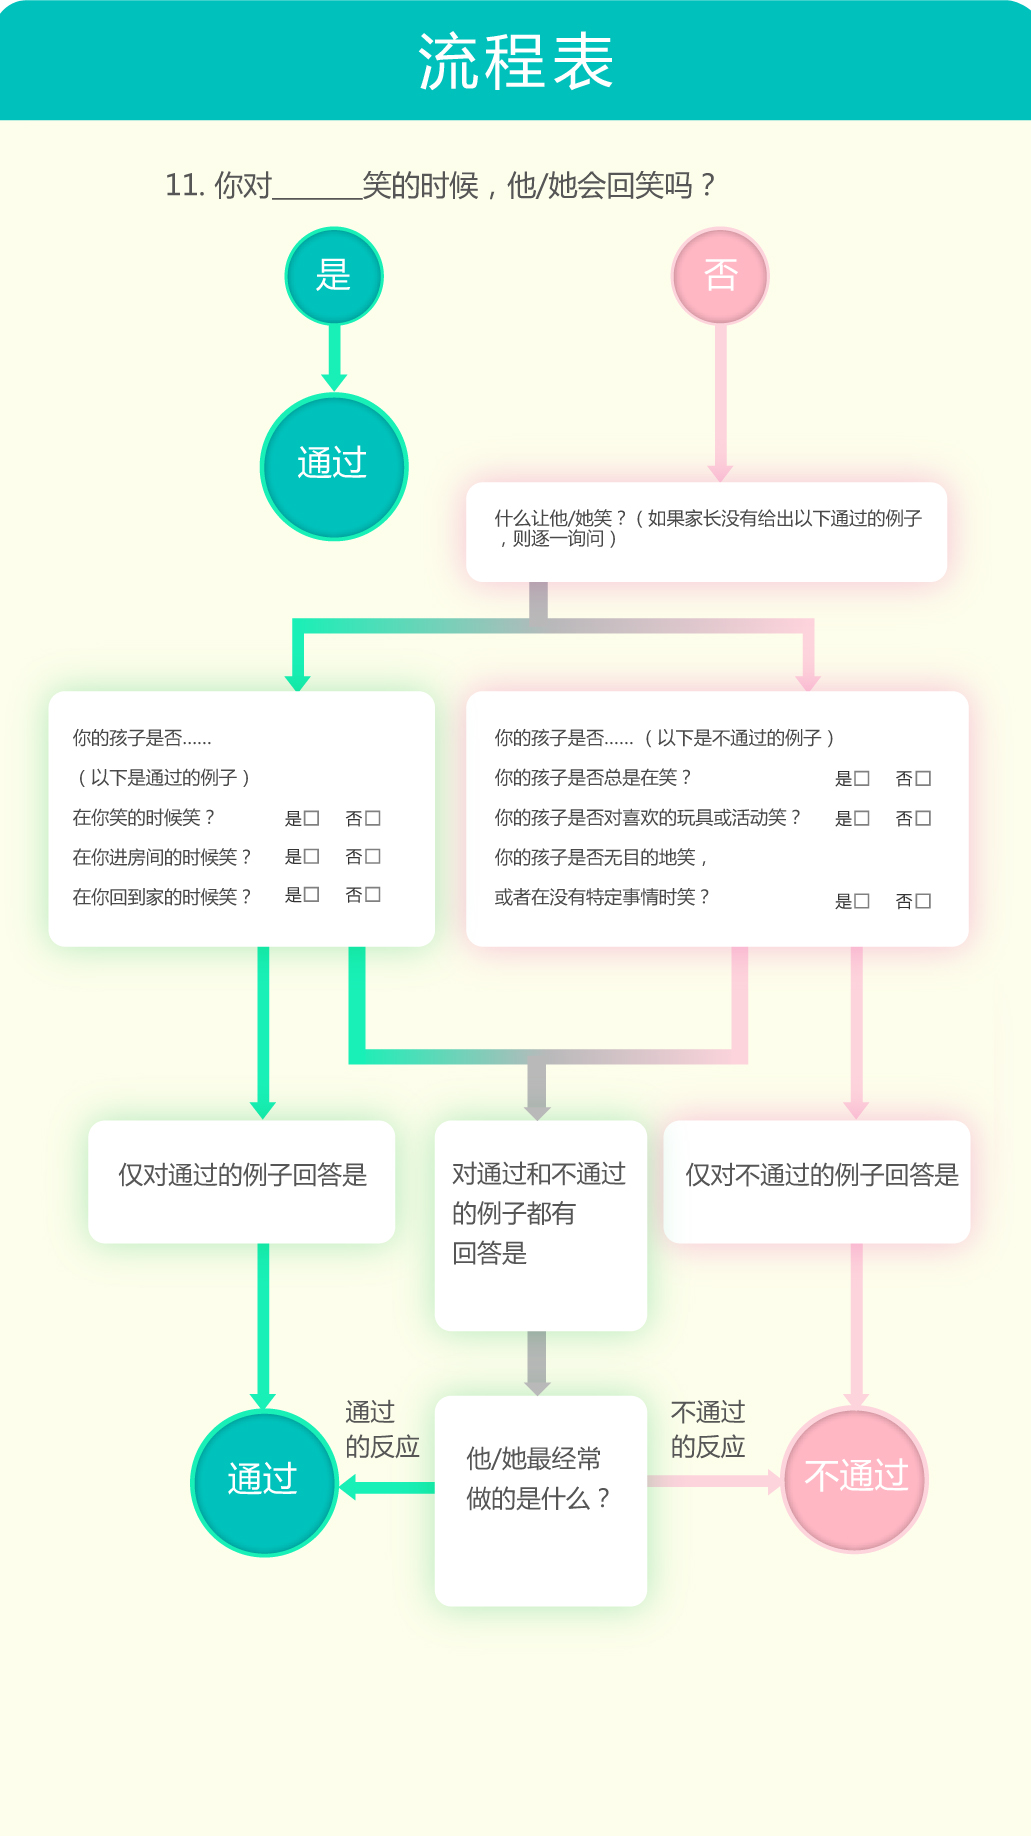 流程表
11. 你对______笑的时候，他/她会回笑吗？
是
否
通过
什么让他/她笑？（如果家长没有给出以下通过的例子
，则逐一询问）
你的孩子是否......
（以下是通过的例子）
在你笑的时候笑？ 是□ 否□
在你进房间的时候笑？ 是□ 否□
在你回到家的时候笑？ 是□ 否□
你的孩子是否......（以下是不通过的例子）
你的孩子是否总是在笑？ 是□ 否□
你的孩子是否对喜欢的玩具或活动笑？ 是□ 否□
你的孩子是否无目的地笑，
或者在没有特定事情时笑？ 是□ 否□
仅对通过的例子回答是
对通过和不通过
的例子都有
回答是
仅对不通过的例子回答是
通过
的反应
不通过
的反应
通过
他/她最经常
做的是什么？
不通过